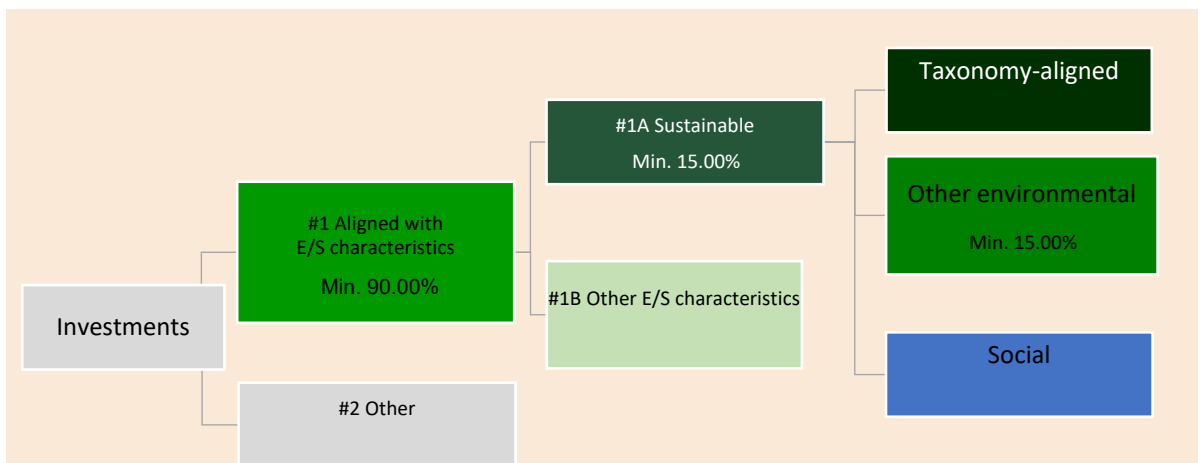 Investments
#1 Aligned with
E/S characteristics
Min. 90.00%
#2 Other
#1A Sustainable
Min. 15.00%
#1B Other E/S characteristics
Taxonomy-aligned
Other environmental
Min. 15.00%
Social